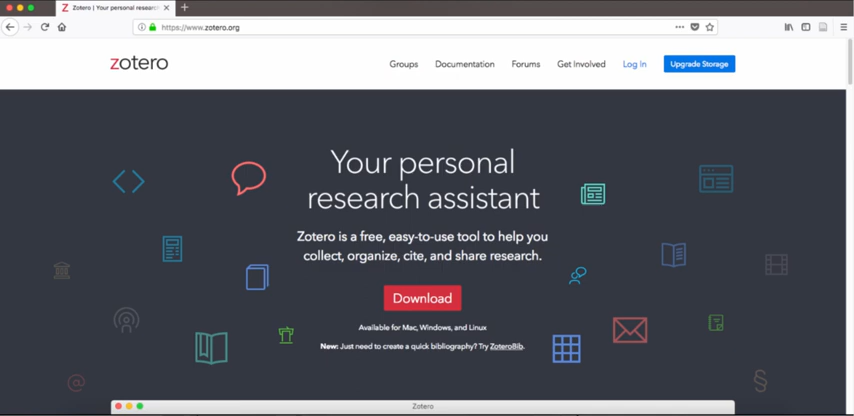 Zotero | Your personal research
https://www.zotero.org
zotero
Groups
Documentation
Forums
Get Involved
Log In
Upgrade Storage
Your personal
research assistant
Zotero is a free, easy-to-use tool to help you
collect, organize, cite, and share research.
Download
Available for Mac, Windows, and Linux
New: Just need to create a quick bibliography? Try ZoteroBib.
Zotero